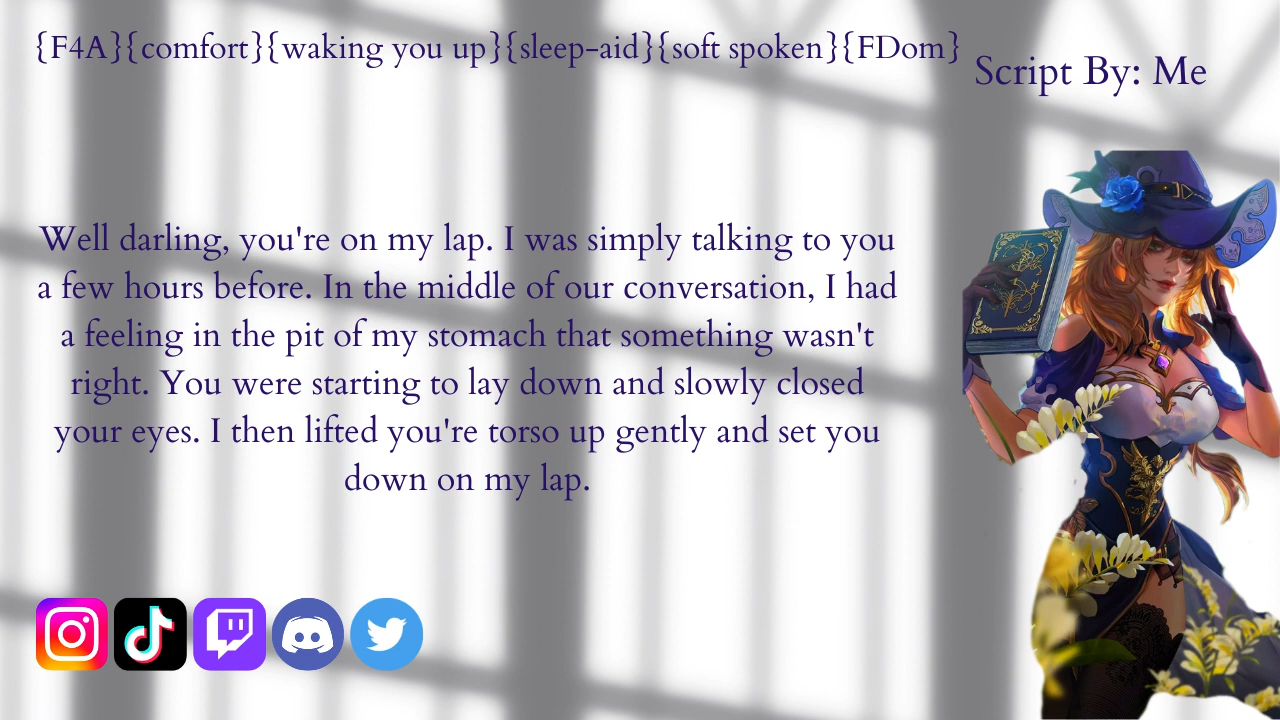 {F4A}{comfort}{waking you up}{sleep-aid}{soft spoken}{FDom}
Script By: Me
Well darling, you're on my lap. I was simply talking to you
a few hours before. In the middle of our conversation, I had
a feeling in the pit of my stomach that something wasn't
right. You were starting to lay down and slowly closed
your eyes. I then lifted you're torso up gently and set you
down on my lap.